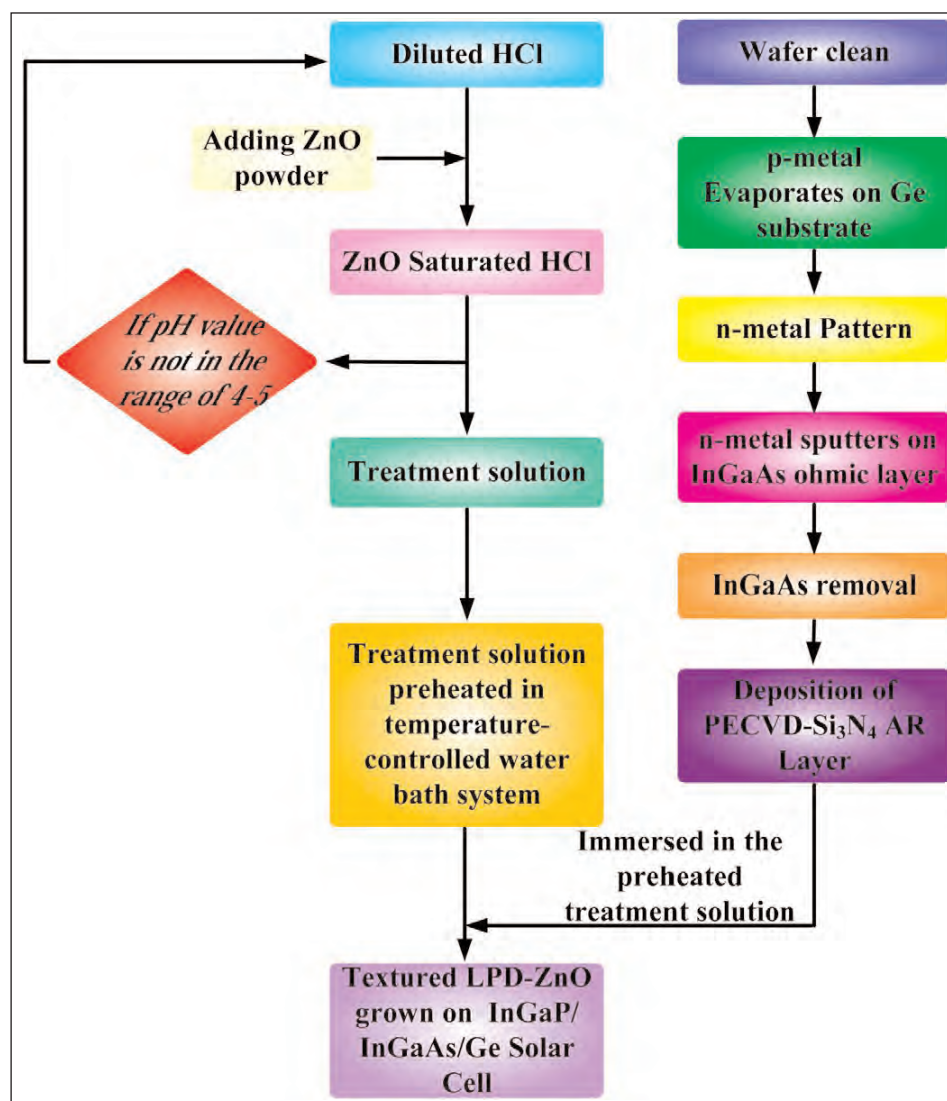 Diluted HCl
Adding ZnO
powder
ZnO Saturated HCl
If pH value
is not in the
range of 4-5
Treatment solution
Treatment solution
preheated in
temperature-
controlled water
bath system
Wafer clean
p-metal
Evaporates on Ge
substrate
n-metal Pattern
n-metal sputters on
InGaAs ohmic layer
InGaAs removal
Deposition of
PECVD-Si₃N₄ AR
Layer
Immersed in the
preheated
treatment solution
Textured LPD-ZnO
grown on InGaP/
InGaAs/Ge Solar
Cell